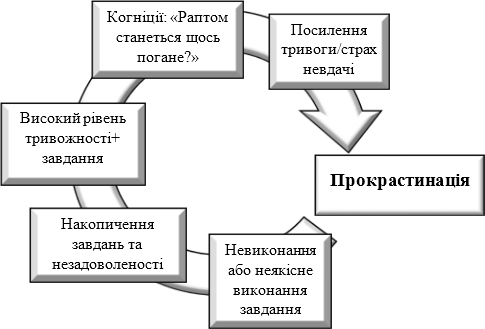 Когніції: «Раптом
станеться щось
погане?»
Посилення
тривоги/страх
невдачі
Прокрастинація
Невиконання
або неякісне
виконання
завдання
Накопичення
завдань та
незадоволеності
Високий рівень
тривожності+
завдання